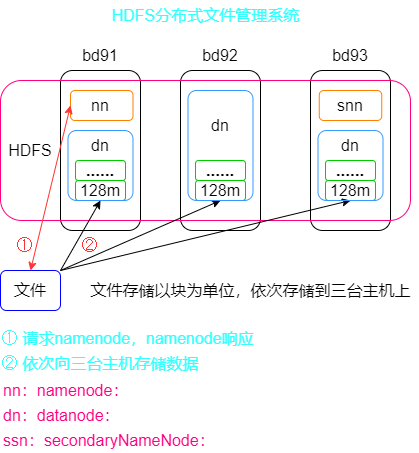 HDFS分布式文件管理系统
bd91 bd92 bd93
nn snn
dn
dn dn
HDFS
...... ...... ......
128m 128m 128m
① ②
文件
文件存储以块为单位，依次存储到三台主机上
① 请求namenode，namenode响应
② 依次向三台主机存储数据
nn：namenode：
dn：datanode：
ssn：secondaryNameNode：